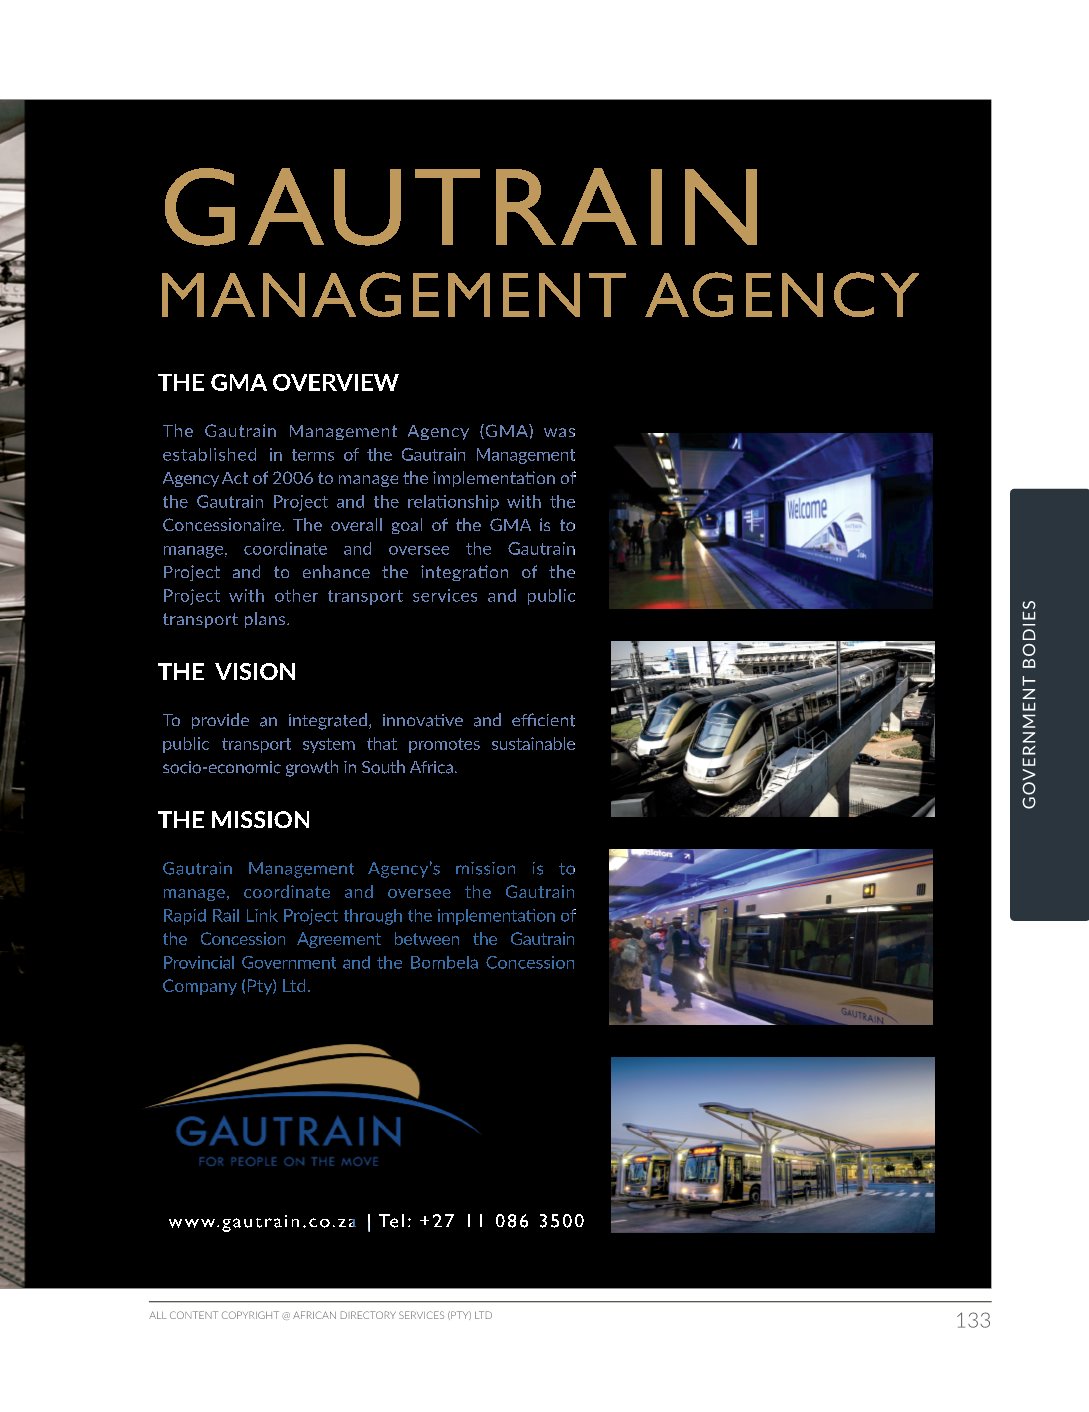 GAUTRAIN
MANAGEMENT AGENCY
THE GMA OVERVIEW
The Gautrain Management Agency (GMA) was
established in terms of the Gautrain Management
Agency Act of 2006 to manage the implementation of
the Gautrain Project and the relationship with the
Concessionaire. The overall goal of the GMA is to
manage, coordinate and oversee the Gautrain
Project and to enhance the integration of the
Project with other transport services and public
transport plans.
THE VISION
To provide an integrated, innovative and efficient
public transport system that promotes sustainable
socio-economic growth in South Africa.
THE MISSION
Gautrain Management Agency's mission is to
manage, coordinate and oversee the Gautrain
Rapid Rail Link Project through the implementation of
the Concession Agreement between the Gautrain
Provincial Government and the Bombela Concession
Company (Pty) Ltd.
GAUTRAIN
FOR PEOPLE ON THE MOVE
www.gautrain.co.za | Tel: +27 11 086 3500
Welcome
GAUTRAIN
GOVERNMENT BODIES
ALL CONTENT COPYRIGHT @ AFRICAN DIRECTORY SERVICES (PTY) LTD
133